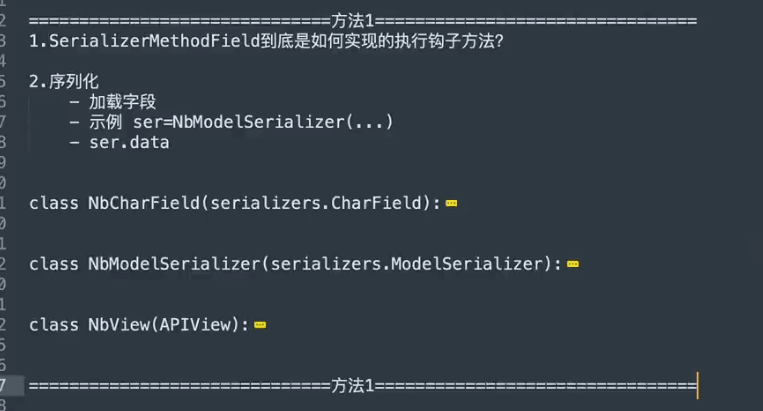 2 ==============================方法1================================
3 1.SerializerMethodField到底是如何实现的执行钩子方法?
4
5 2.序列化
6 - 加载字段
7 - 示例 ser=NbModelSerializer(...)
8 - ser.data
9
0
1 class NbCharField(serializers.CharField):
0
1
2 class NbModelSerializer(serializers.ModelSerializer):
0
1
2 class NbView(APIView):
5
6
7 ==============================方法1================================
8